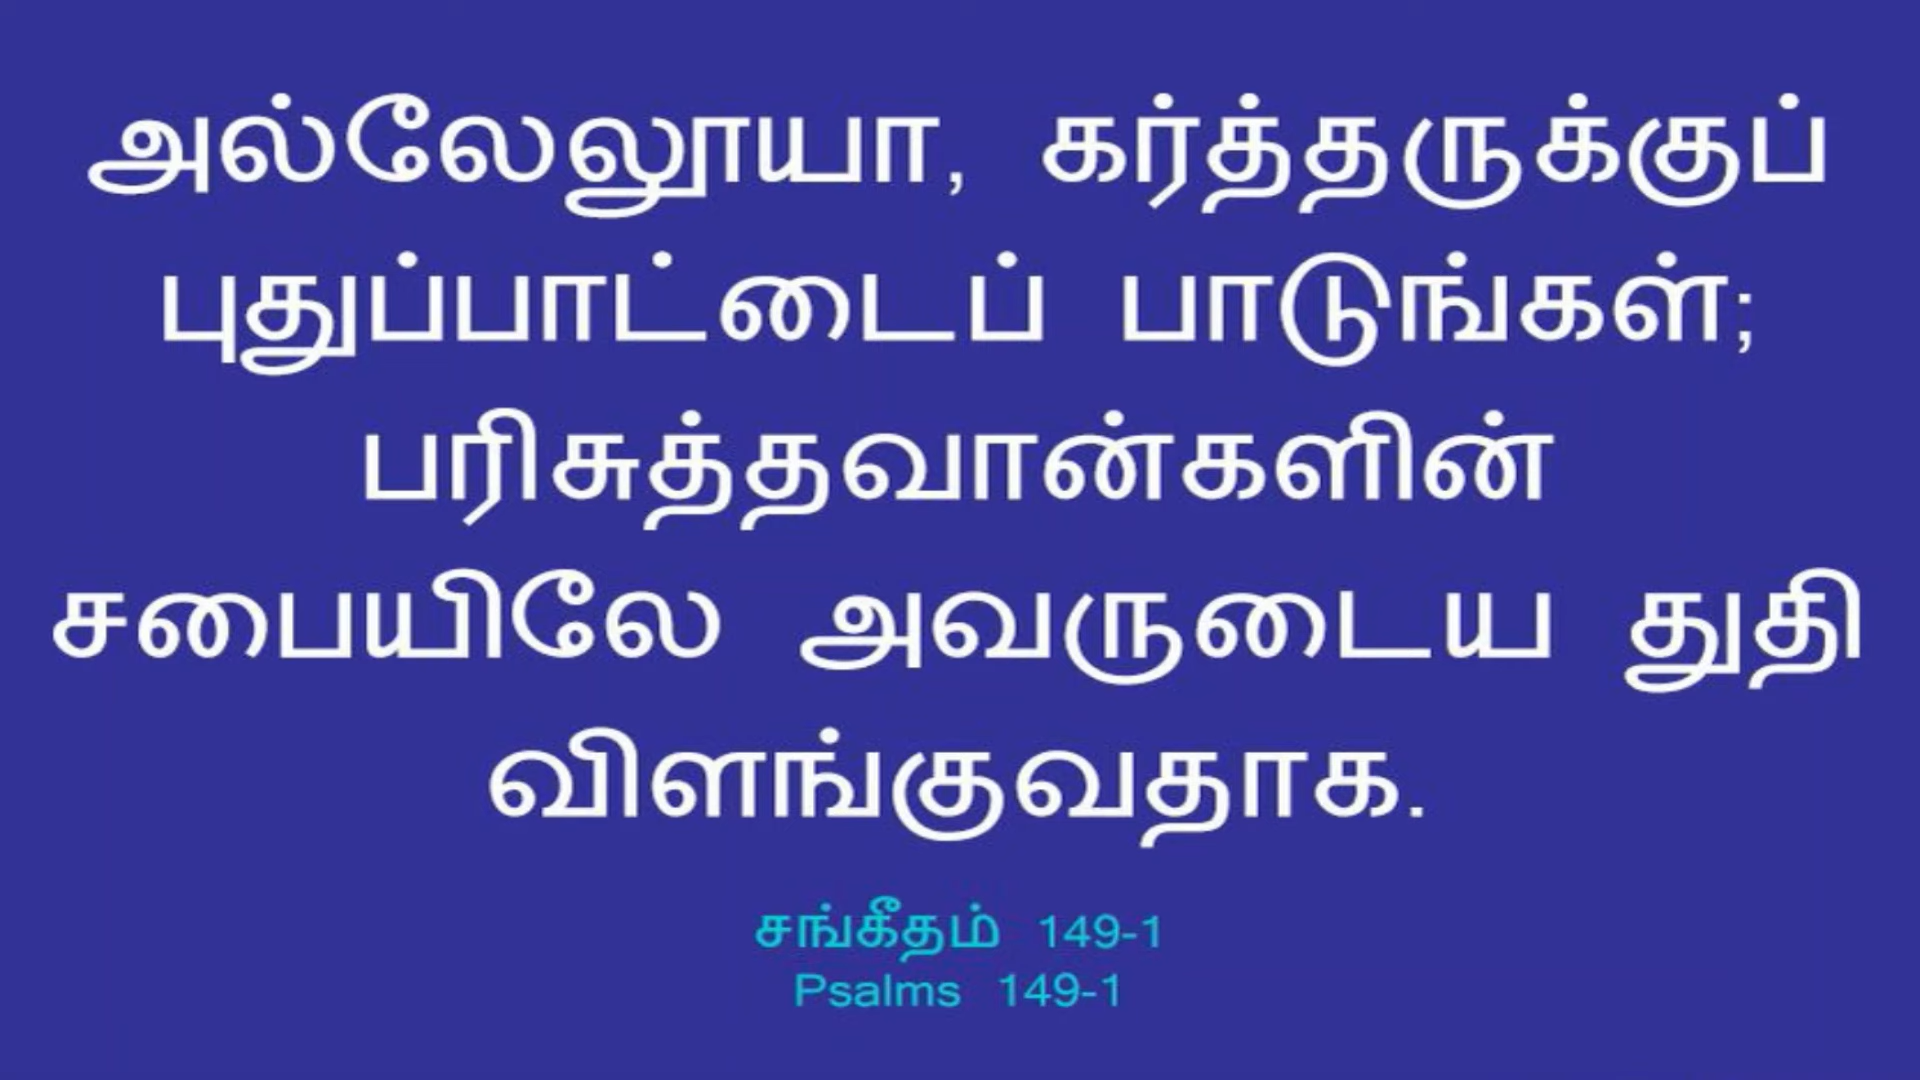 அல்லேலூயா, கர்த்தருக்குப்
புதுப்பாட்டைப் பாடுங்கள்;
பரிசுத்தவான்களின்
சபையிலே அவருடைய துதி
விளங்குவதாக.
சங்கீதம் 149-1
Psalms 149-1